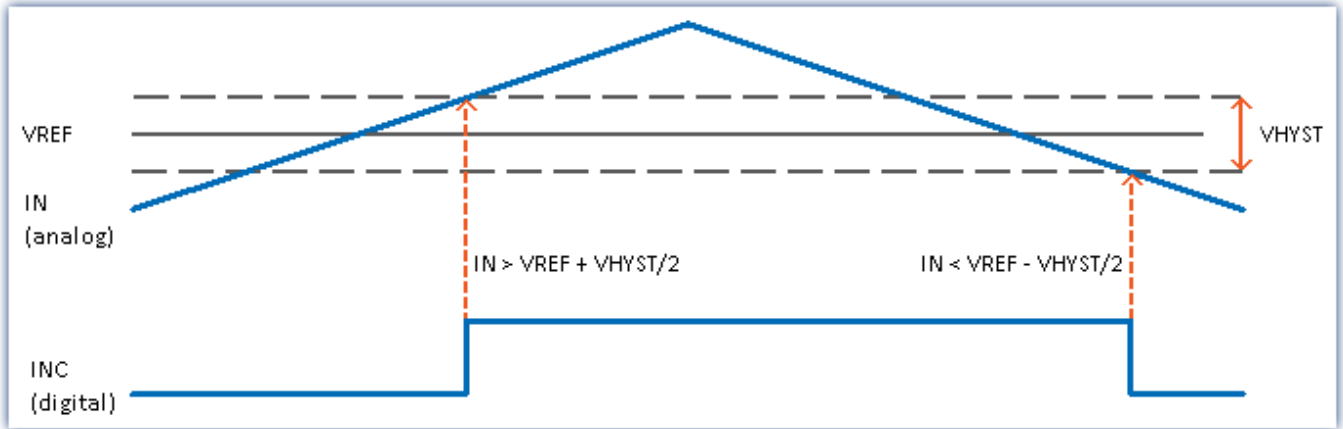 VREF
VHYST
IN
(analog)
IN > VREF + VHYST/2
IN < VREF - VHYST/2
INC
(digital)